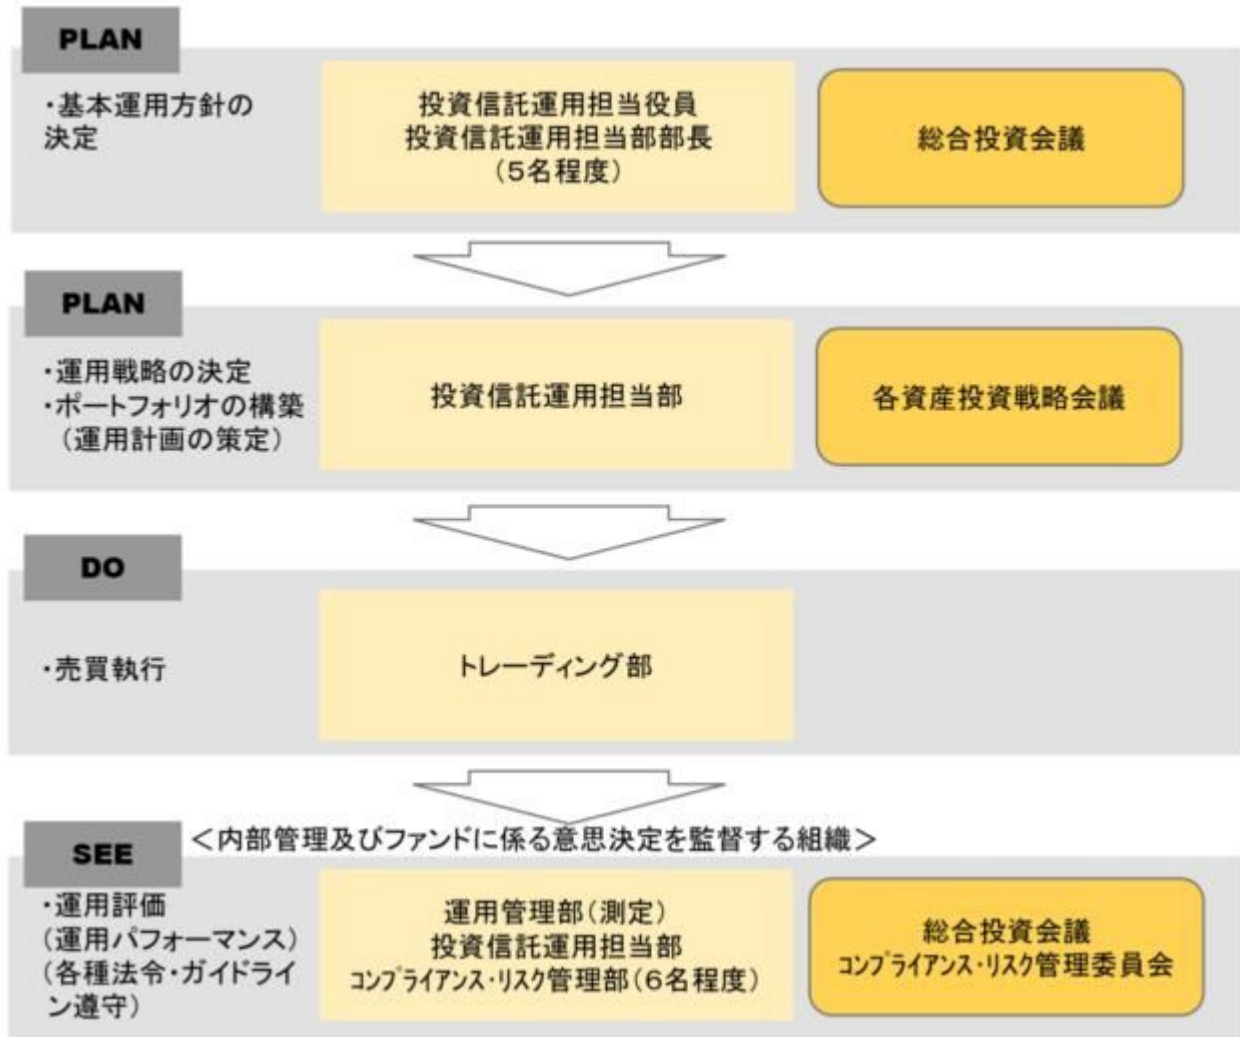 PLAN
・基本運用方針の
決定
投資信託運用担当役員
投資信託運用担当部部長
(5名程度)
総合投資会議
PLAN
・運用戦略の決定
・ポートフォリオの構築
(運用計画の策定)
投資信託運用担当部
各資産投資戦略会議
DO
・売買執行
トレーディング部
SEE
＜内部管理及びファンドに係る意思決定を監督する組織＞
・運用評価
(運用パフォーマンス)
(各種法令・ガイドライ
ン遵守)
運用管理部(測定)
投資信託運用担当部
コンプライアンス・リスク管理部(6名程度)
総合投資会議
コンプライアンス・リスク管理委員会